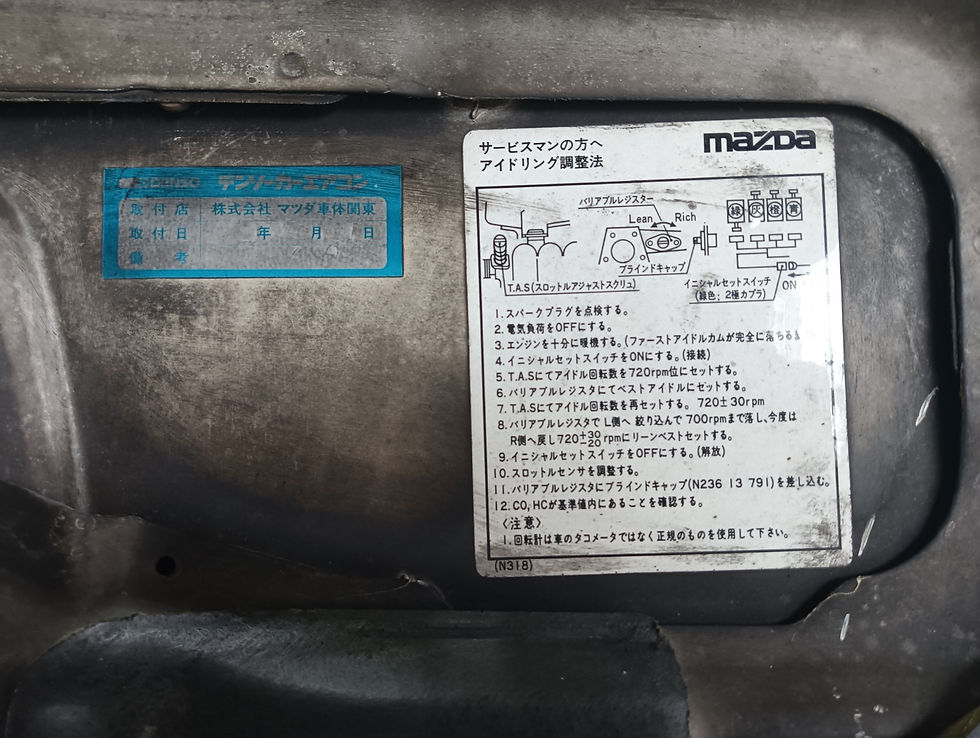 デンソーカーエアコン
取付店 株式会社 マツダ車体関東
取付日 年 月 日
備考
サービスマンの方へ
アイドリング調整法
mazda
バリアブルレジスター
Lean Rich
緑 灰 橙 青
ブラインドキャップ
T.A.S(スロットルアジャストスクリュ)
イニシャルセットスイッチ
(緑色; 2極カプラ)
ON
1. スパークプラグを点検する。
2. 電気負荷をOFFにする。
3. エンジンを十分に暖機する。(ファーストアイドルカムが完全に落ちるま
4. イニシャルセットスイッチをONにする。(接続)
5. T.A.Sにてアイドル回転数を720rpm位にセットする。
6. バリアブルレジスタにてベストアイドルにセットする。
7. T.A.Sにてアイドル回転数を再セットする。 720±30rpm
8. バリアブルレジスタで L側へ 絞り込んで 700rpmまで落し、今度は
R側へ戻し720+30-20rpmにリーンベストセットする。
9. イニシャルセットスイッチをOFFにする。(解放)
10. スロットルセンサを調整する。
11. バリアブルレジスタにブラインドキャップ(N236 13 791)を差し込む。
12. CO, HCが基準値内にあることを確認する。
〈注意〉
1. 回転計は車のタコメータではなく正規のものを使用して下さい。
(N318)